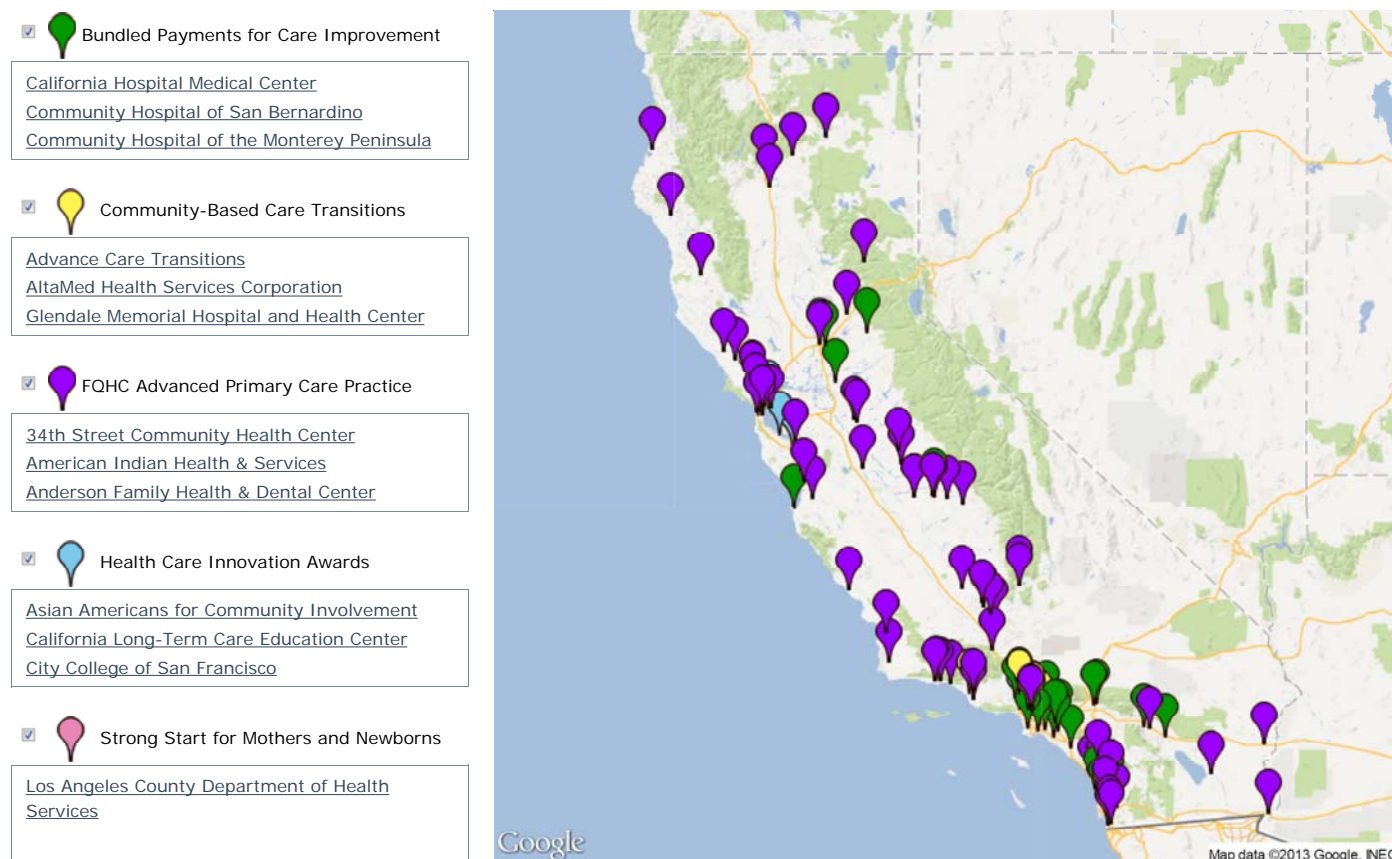 Bundled Payments for Care Improvement
California Hospital Medical Center
Community Hospital of San Bernardino
Community Hospital of the Monterey Peninsula
Community-Based Care Transitions
Advance Care Transitions
AltaMed Health Services Corporation
Glendale Memorial Hospital and Health Center
FQHC Advanced Primary Care Practice
34th Street Community Health Center
American Indian Health & Services
Anderson Family Health & Dental Center
Health Care Innovation Awards
Asian Americans for Community Involvement
California Long-Term Care Education Center
City College of San Francisco
Strong Start for Mothers and Newborns
Los Angeles County Department of Health
Services
Google
Map data ©2013 Google, INEG